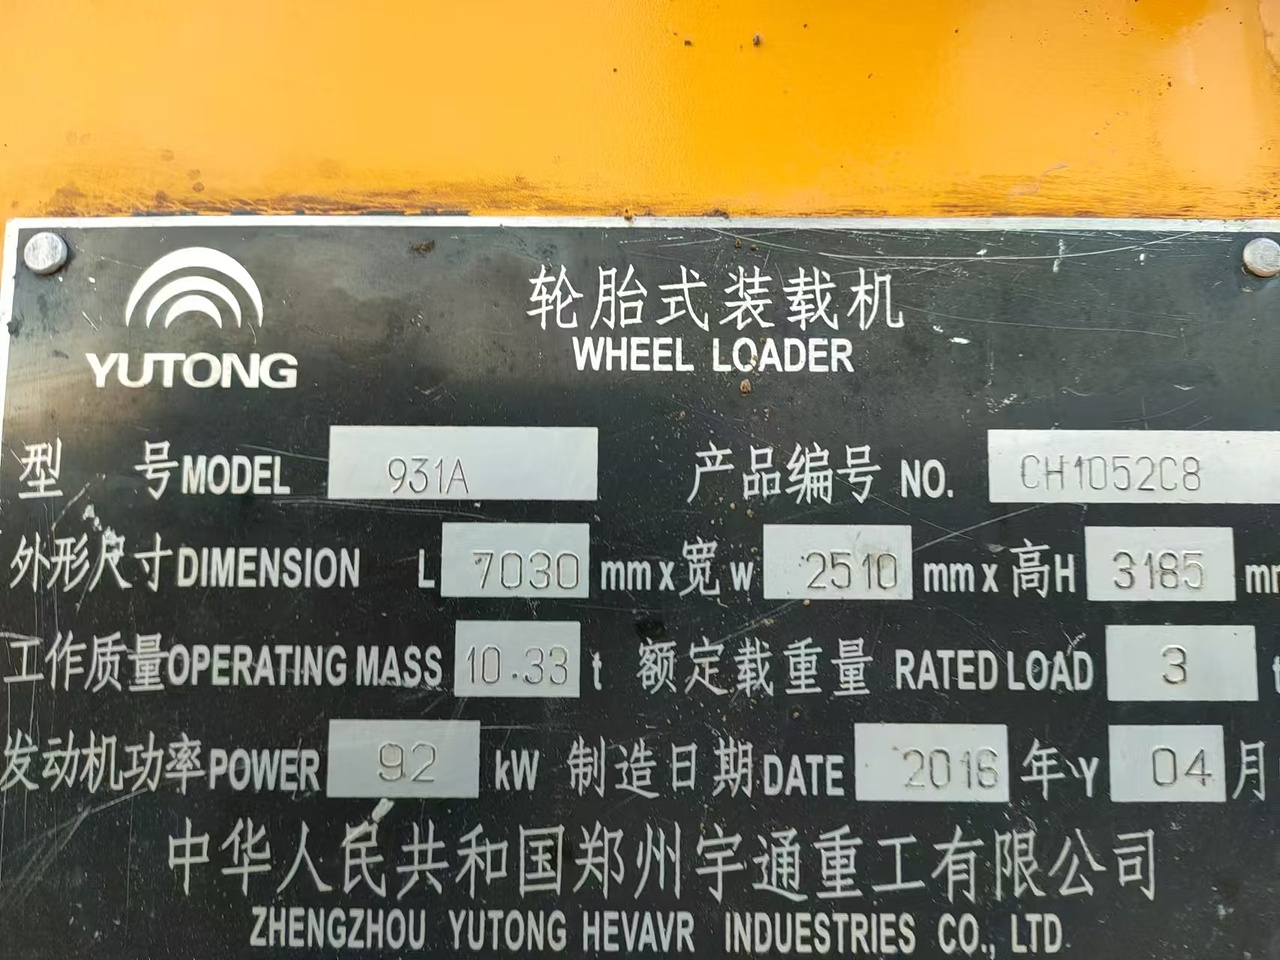 YUTONG
轮胎式装载机
WHEEL LOADER
型 号MODEL 931A 产品编号 NO. CH1052C8
外形尺寸DIMENSION L 7030 mm x 宽 W 2510 mm x 高H 3185 mm
工作质量OPERATING MASS 10.33 t 额定载重量 RATED LOAD 3 t
发动机功率POWER 92 kW 制造日期DATE 2016 年Y 04 月
中华人民共和国郑州宇通重工有限公司
ZHENGZHOU YUTONG HEVAVR INDUESTRIES CO., LTD